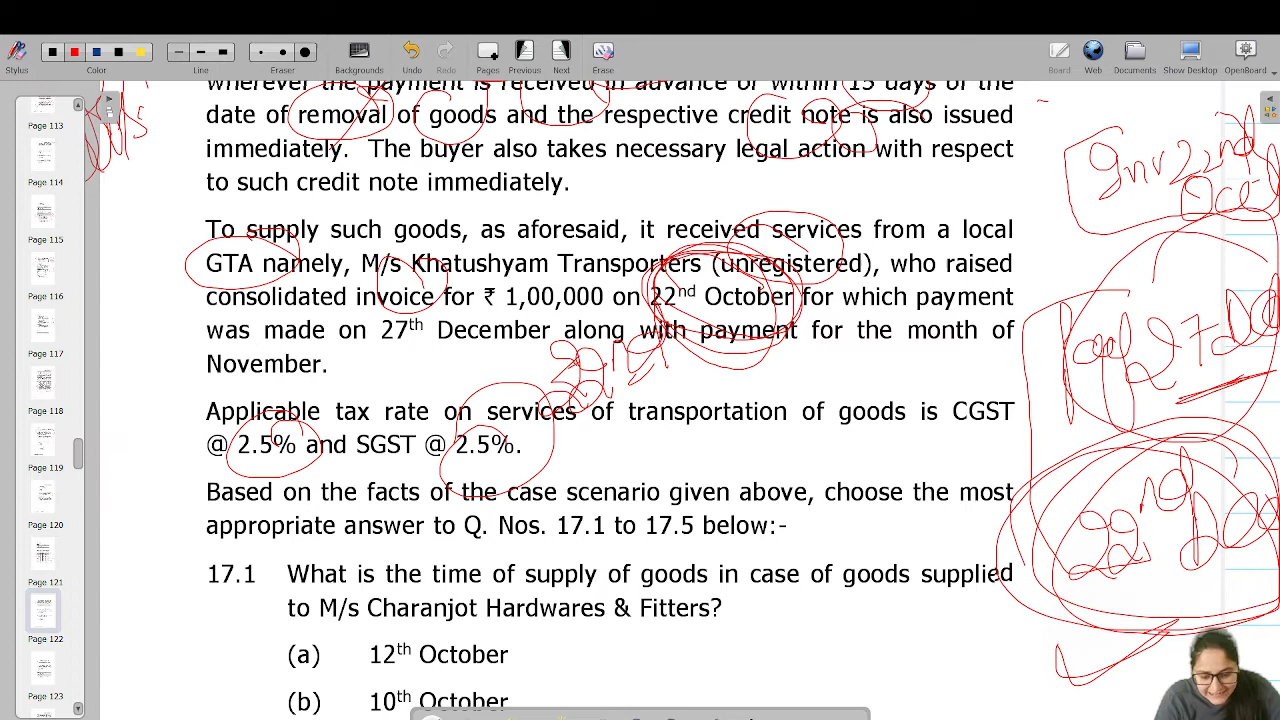 Stylus
Color
Line
Eraser
Backgrounds
Undo
Redo
Pages
Previous
Next
Erase
Board
Web
Documents
Show Desktop
OpenBoard
Page 113
Page 114
Page 115
Page 116
Page 117
Page 118
Page 119
Page 120
Page 121
Page 122
Page 123
wherever the payment is received in advance or within 15 days of the
date of removal of goods and the respective credit note is also issued
immediately. The buyer also takes necessary legal action with respect
to such credit note immediately.
To supply such goods, as aforesaid, it received services from a local
GTA namely, M/s Khatushyam Transporters (unregistered), who raised
consolidated invoice for ₹ 1,00,000 on 22nd October for which payment
was made on 27th December along with payment for the month of
November.
Applicable tax rate on services of transportation of goods is CGST
@ 2.5% and SGST @ 2.5%.
Based on the facts of the case scenario given above, choose the most
appropriate answer to Q. Nos. 17.1 to 17.5 below:-
17.1 What is the time of supply of goods in case of goods supplied
to M/s Charanjot Hardwares & Fitters?
(a) 12th October
(b) 10th October
Inv 22nd
Oct
27 Dec
22nd Dec